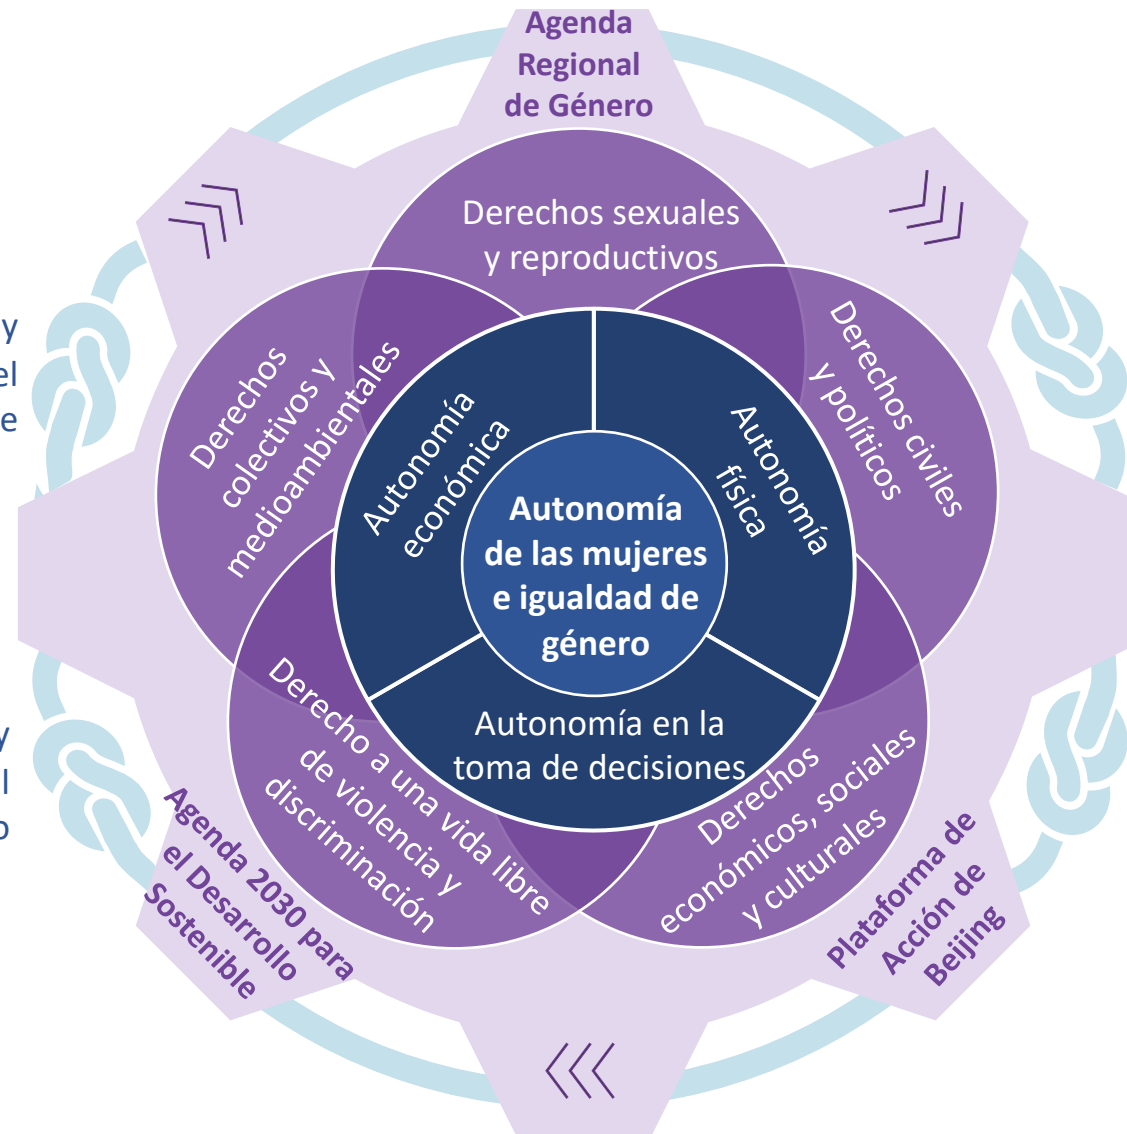 Agenda
Regional
de Género
Derechos sexuales
y reproductivos
Derechos civiles
y políticos
Derechos
colectivos y
medioambientales
Autonomía
económica
Autonomía
física
Autonomía
de las mujeres
e igualdad de
género
Autonomía en la
toma de decisiones
Derecho a una vida libre
de violencia y
discriminación
Derechos
económicos, sociales
y culturales
Agenda 2030 para
el Desarrollo
Sostenible
Plataforma de
Acción de
Beijing
y
el
e
y
l